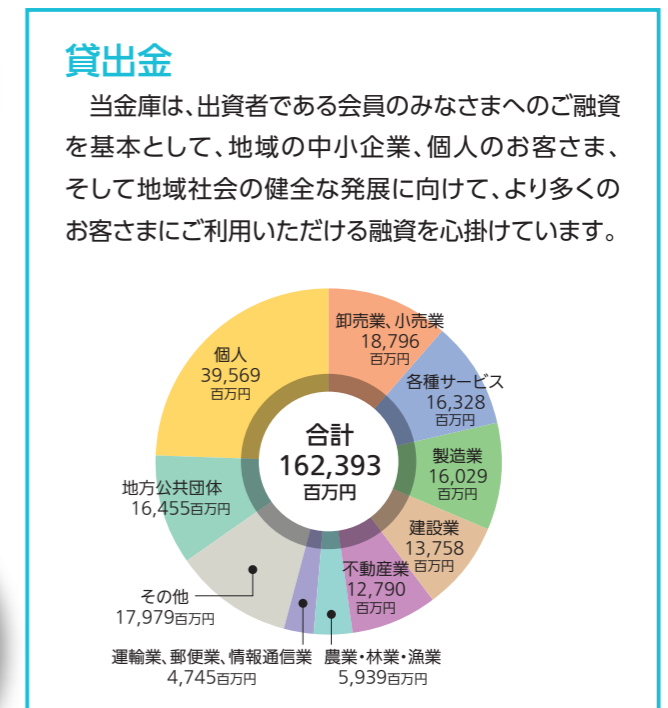 貸出金
当金庫は、出資者である会員のみなさまへのご融資
を基本として、地域の中小企業、個人のお客さま、
そして地域社会の健全な発展に向けて、より多くの
お客さまにご利用いただける融資を心掛けています。
卸売業、小売業
18,796
百万円
各種サービス
16,328
百万円
製造業
16,029
百万円
建設業
13,758
百万円
不動産業
12,790
百万円
農業・林業・漁業
5,939百万円
運輸業、郵便業、情報通信業
4,745百万円
その他
17,979百万円
地方公共団体
16,455百万円
個人
39,569
百万円
合計
162,393
百万円